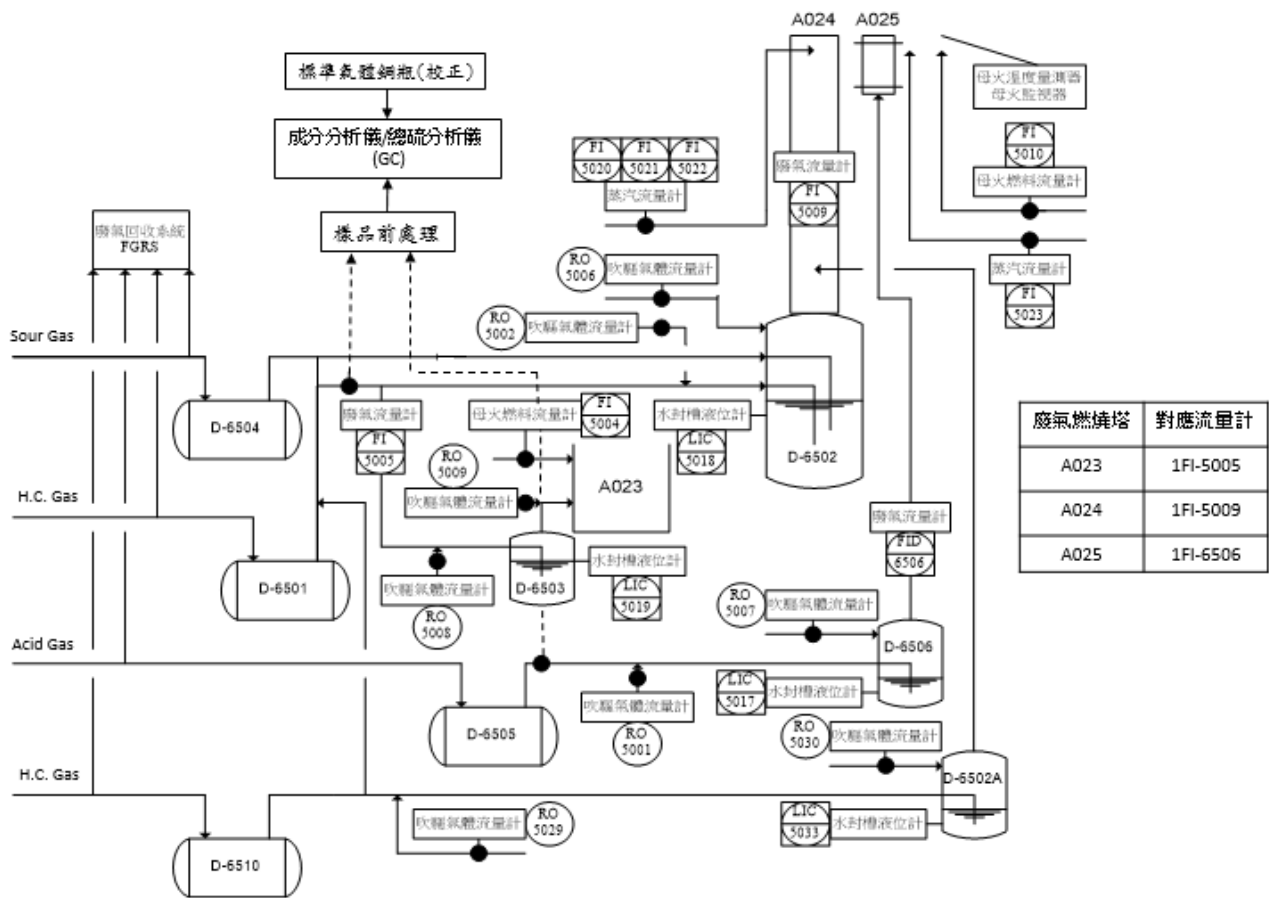 A024
A025
標準氣體鋼瓶(校正)
成分分析儀/總硫分析儀
(GC)
樣品前處理
廢氣回收系統
FGRS
母火溫度量測器
母火監視器
FI
5010
母火燃料流量計
FI
5020
FI
5021
FI
5022
蒸汽流量計
廢氣流量計
FI
5009
蒸汽流量計
FI
5023
RO
5006
吹驅氣體流量計
RO
5002
吹驅氣體流量計
Sour Gas
D-6504
廢氣流量計
FI
5005
母火燃料流量計
FI
5004
水封槽液位計
LIC
5018
D-6502
RO
5009
吹驅氣體流量計
A023
H.C. Gas
D-6501
D-6503
水封槽液位計
LIC
5019
吹驅氣體流量計
RO
5008
廢氣流量計
FID
6506
RO
5007
吹驅氣體流量計
D-6506
Acid Gas
D-6505
吹驅氣體流量計
RO
5001
LIC
5017
水封槽液位計
RO
5030
吹驅氣體流量計
D-6502A
H.C. Gas
D-6510
吹驅氣體流量計
RO
5029
LIC
5033
水封槽液位計
廢氣燃燒塔 對應流量計
A023 1FI-5005
A024 1FI-5009
A025 1FI-6506